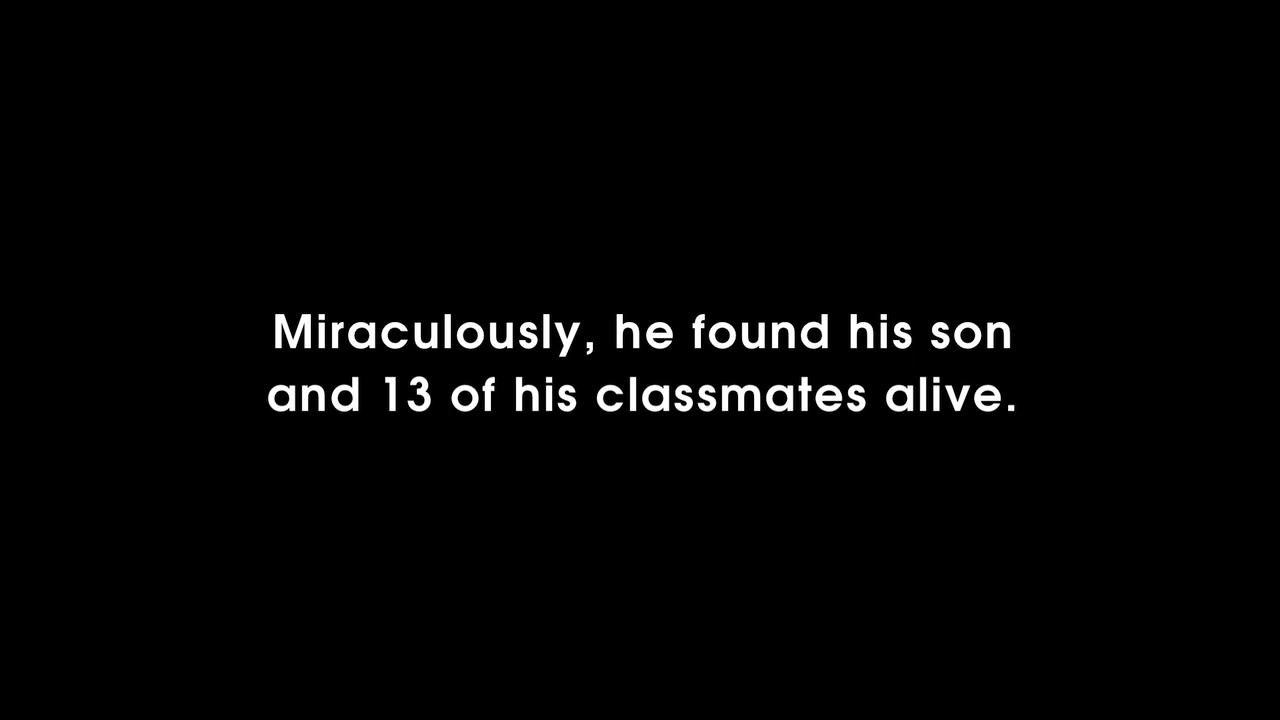 Miraculously, he found his son
and 13 of his classmates alive.